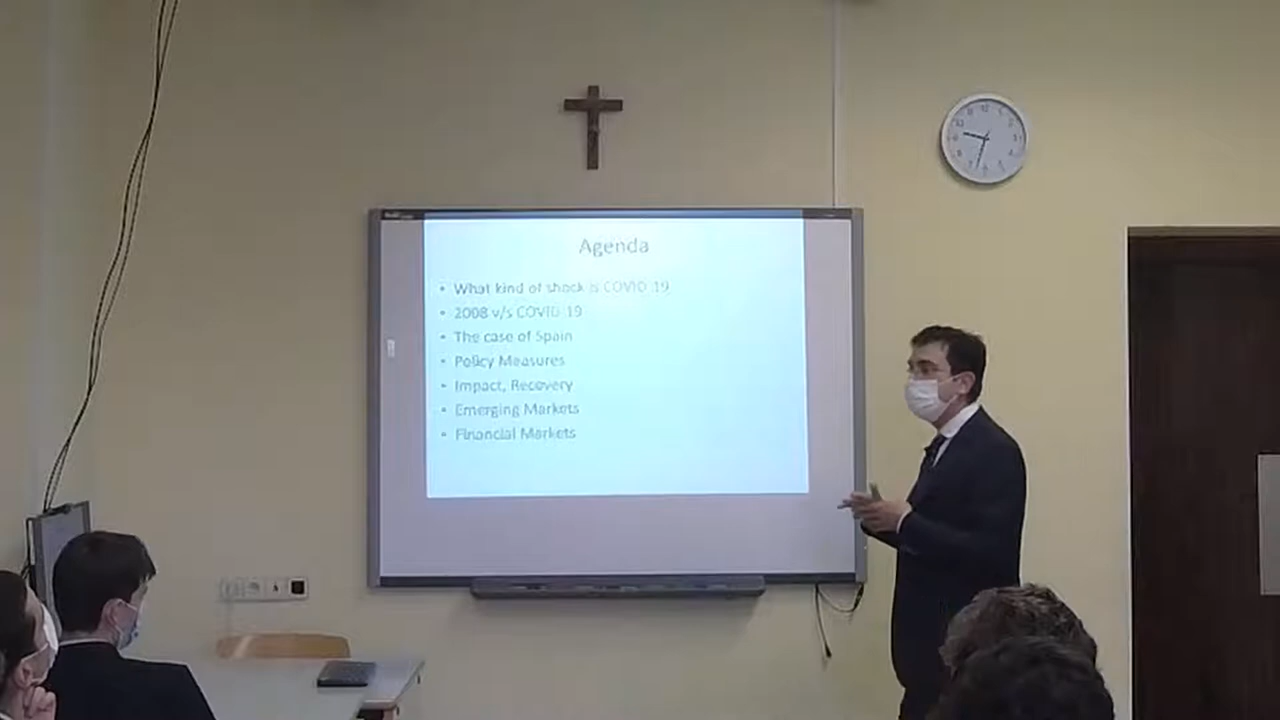 Agenda
• What kind of shock is COVID 19
• 2008 v/s COVID 19
• The case of Spain
• Policy Measures
• Impact, Recovery
• Emerging Markets
• Financial Markets